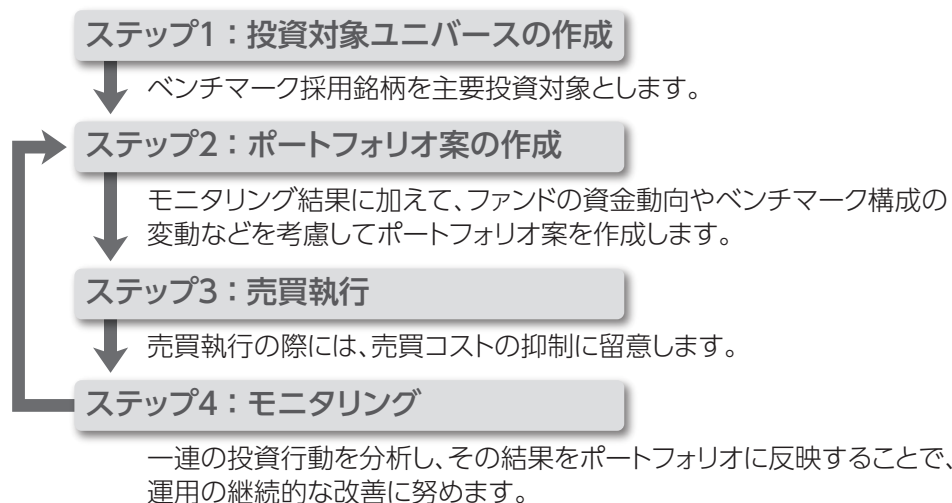 ステップ1：投資対象ユニバースの作成
ベンチマーク採用銘柄を主要投資対象とします。
ステップ2：ポートフォリオ案の作成
モニタリング結果に加えて、ファンドの資金動向やベンチマーク構成の
変動などを考慮してポートフォリオ案を作成します。
ステップ3：売買執行
売買執行の際には、売買コストの抑制に留意します。
ステップ4：モニタリング
一連の投資行動を分析し、その結果をポートフォリオに反映することで、
運用の継続的な改善に努めます。